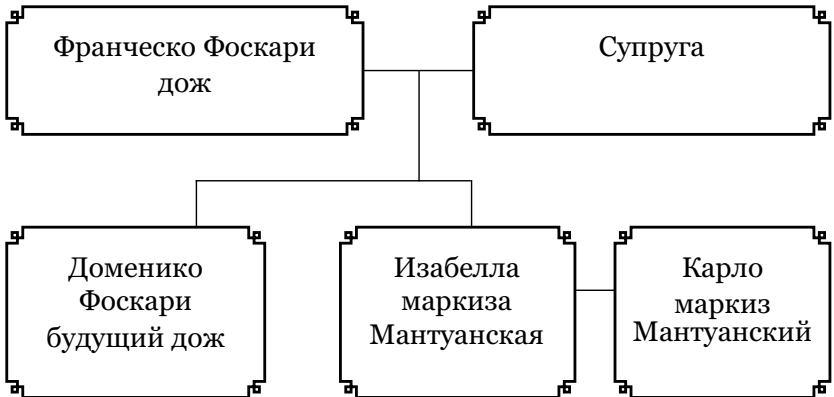 Франческо Фоскари
дож
Супруга
Доменико
Фоскари
будущий дож
Изабелла
маркиза
Мантуанская
Карло
маркиз
Мантуанский